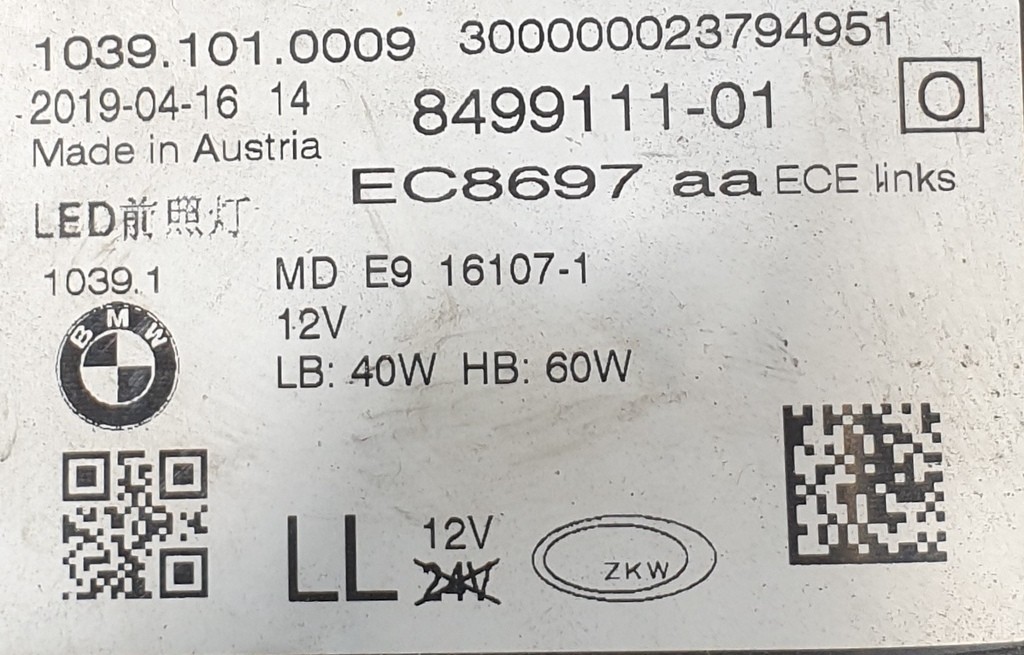 1039.101.0009 300000023794951
2019-04-16 14 8499111-01
O
Made in Austria
EC8697 aa ECE links
LED前照灯
1039.1
MD E9 16107-1
BMW
12V
LB: 40W HB: 60W
LL
12V
24V
ZKW